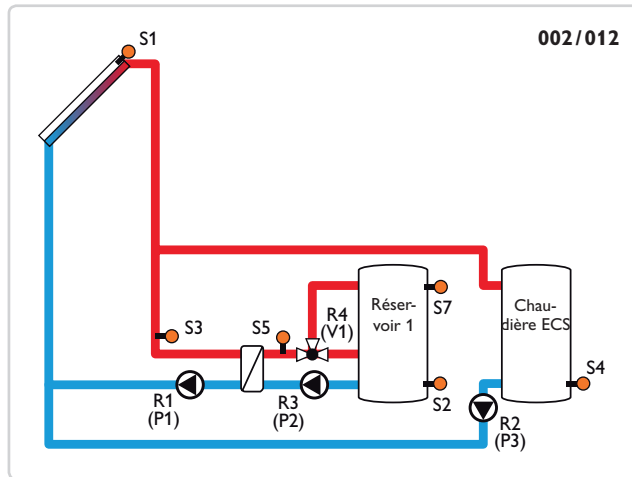 S1
002/012
S3
S5
R4
(V1)
Réser-
voir 1
S7
Chau-
dière ECS
S2
S4
R1
(P1)
R3
(P2)
R2
(P3)